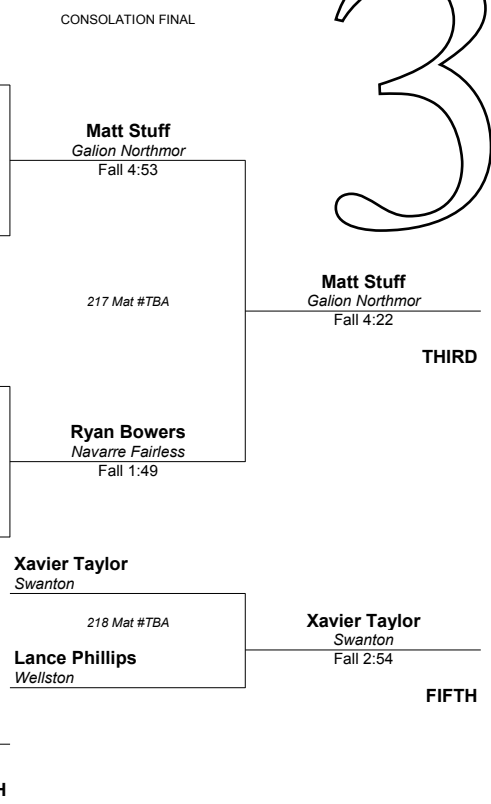 CONSOLATION FINAL
3
Matt Stuff
Galion Northmor
Fall 4:53
217 Mat #TBA
Matt Stuff
Galion Northmor
Fall 4:22
THIRD
Ryan Bowers
Navarre Fairless
Fall 1:49
Xavier Taylor
Swanton
218 Mat #TBA
Lance Phillips
Wellston
Xavier Taylor
Swanton
Fall 2:54
FIFTH